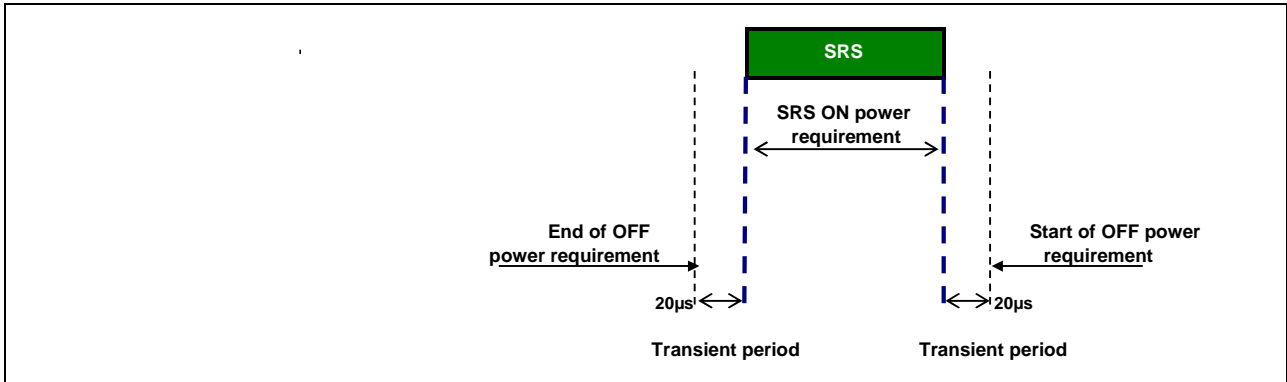 SRS
SRS ON power
requirement
End of OFF
power requirement
Start of OFF power
requirement
20µs
20µs
Transient period
Transient period